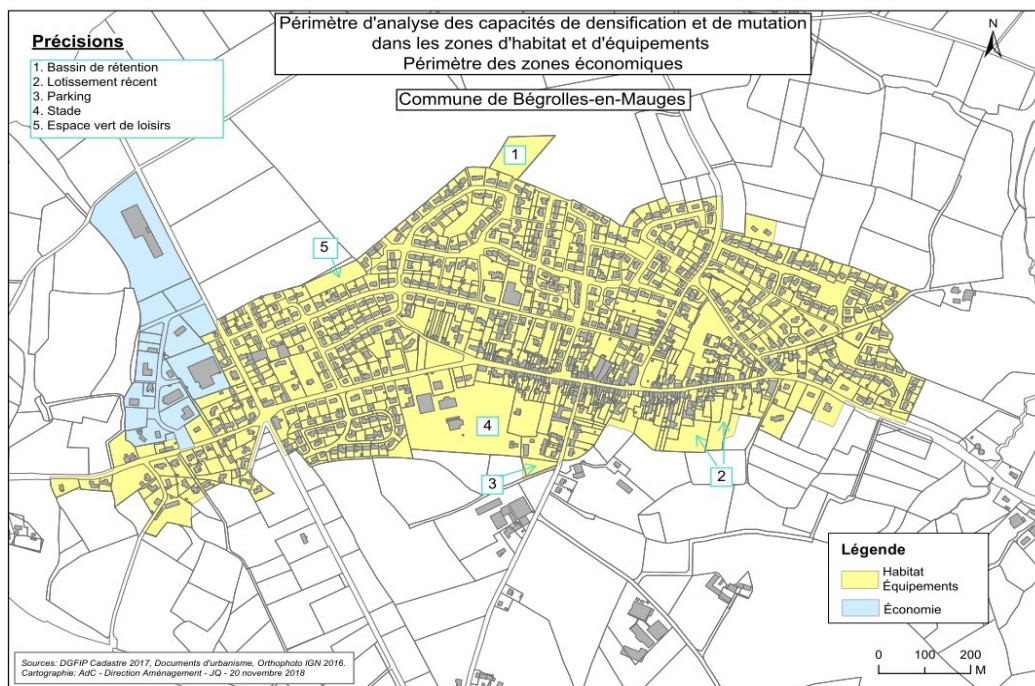 Périmètre d'analyse des capacités de densification et de mutation
dans les zones d'habitat et d'équipements
Périmètre des zones économiques
Commune de Bégrolles-en-Mauges
N
Précisions
1. Bassin de rétention
2. Lotissement récent
3. Parking
4. Stade
5. Espace vert de loisirs
1
5
4
3
2
Légende
Habitat
Équipements
Économie
0 100 200
M
Sources: DGFIP Cadastre 2017, Documents d'urbanisme, Orthophoto IGN 2016.
Cartographie: AdC - Direction Aménagement - JQ - 20 novembre 2018